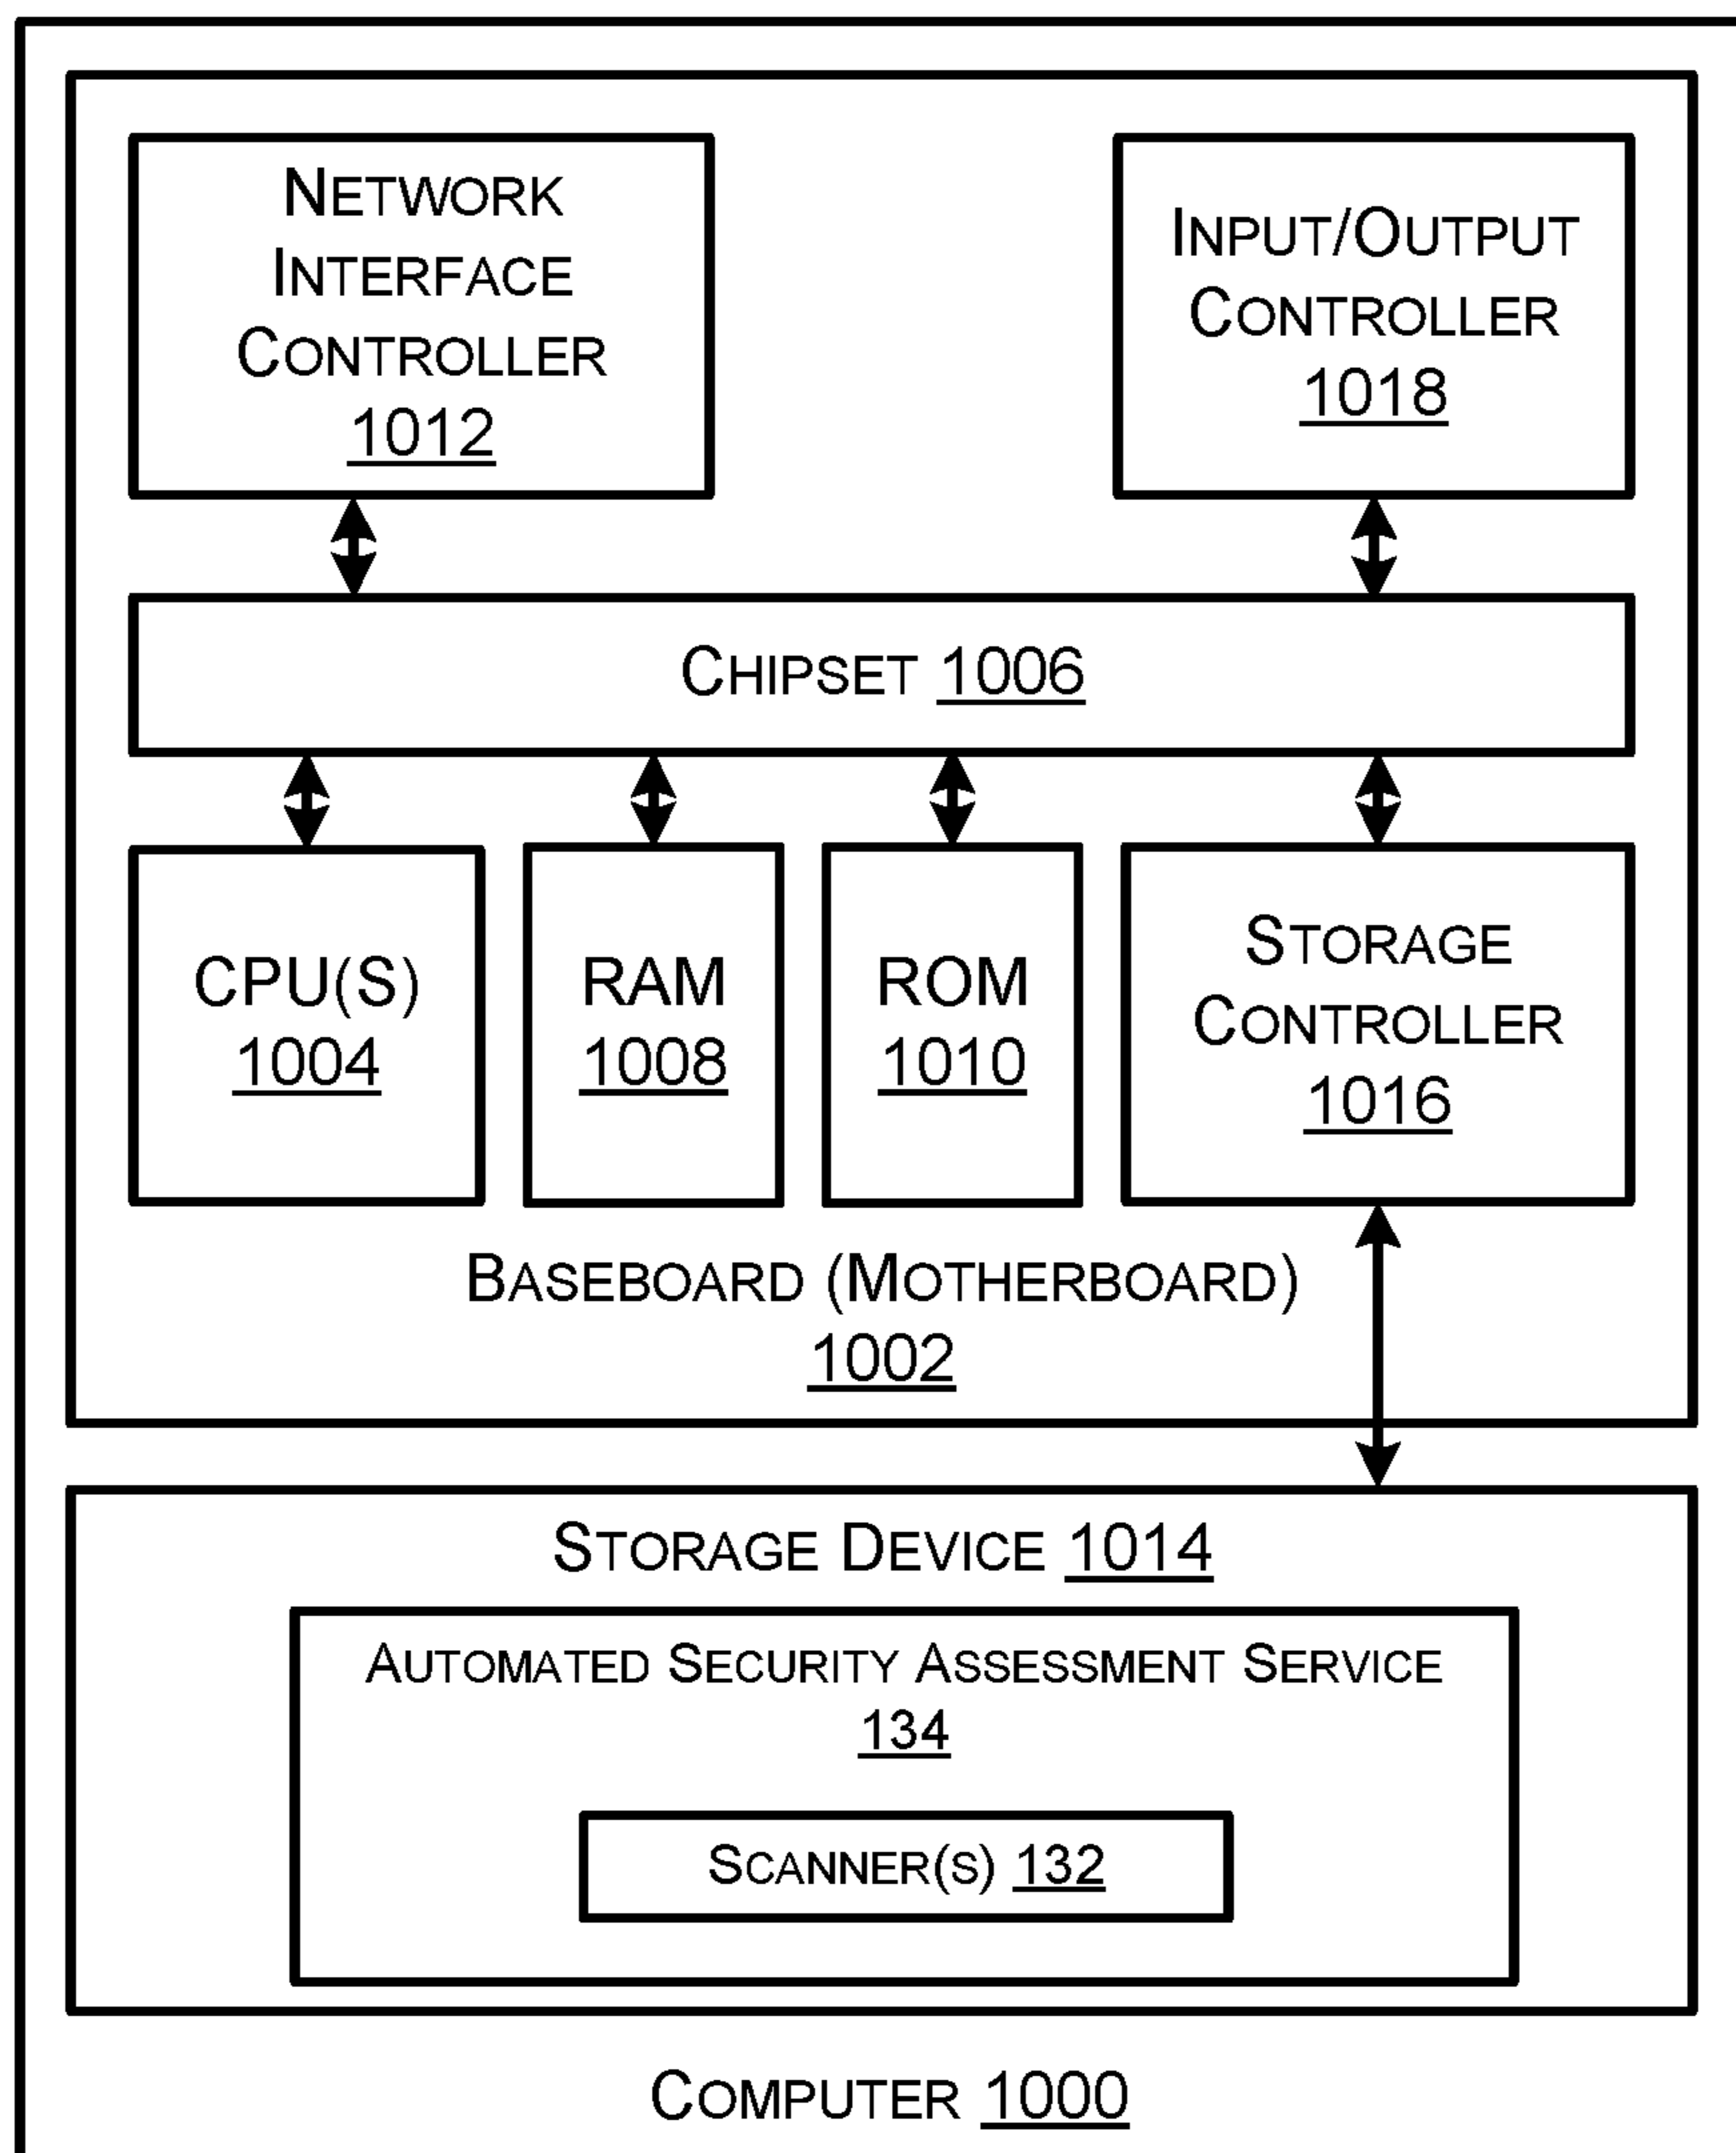 NETWORK
INTERFACE
CONTROLLER
1012
INPUT/OUTPUT
CONTROLLER
1018
CHIPSET 1006
CPU(S)
1004
RAM
1008
ROM
1010
STORAGE
CONTROLLER
1016
BASEBOARD (MOTHERBOARD)
1002
STORAGE DEVICE 1014
AUTOMATED SECURITY ASSESSMENT SERVICE
134
SCANNER(S) 132
COMPUTER 1000